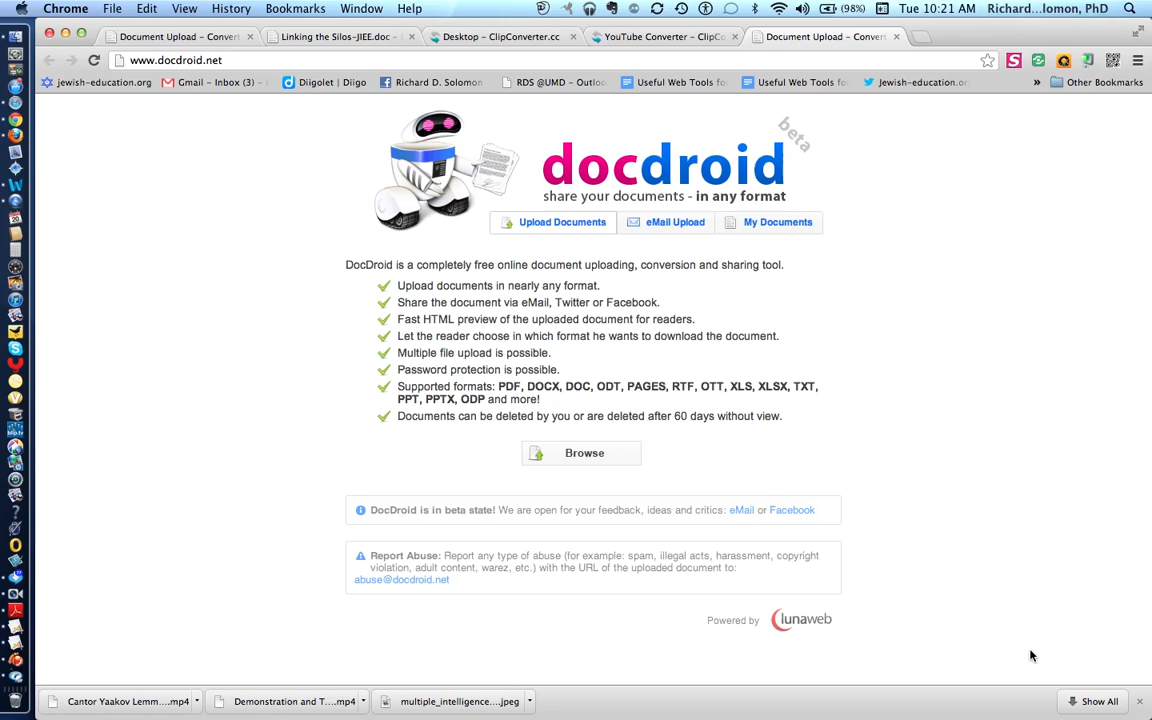 Chrome File Edit View History Bookmarks Window Help (98%) Tue 10:21 AM Richard...lomon, PhD
Document Upload – Convert Linking the Silos-JIEE.doc – Desktop – ClipConverter.cc YouTube Converter – ClipCo Document Upload – Convert
www.docdroid.net
jewish-education.org Gmail – Inbox (3) – Diigolet | Diigo Richard D. Solomon RDS @UMD – Outloo Useful Web Tools fo Useful Web Tools fo jewish-education.or » Other Bookmarks
beta
docdroid
share your documents - in any format
Upload Documents eMail Upload My Documents
DocDroid is a completely free online document uploading, conversion and sharing tool.
Upload documents in nearly any format.
Share the document via eMail, Twitter or Facebook.
Fast HTML preview of the uploaded document for readers.
Let the reader choose in which format he wants to download the document.
Multiple file upload is possible.
Password protection is possible.
Supported formats: PDF, DOCX, DOC, ODT, PAGES, RTF, OTT, XLS, XLSX, TXT,
PPT, PPTX, ODP and more!
Documents can be deleted by you or are deleted after 60 days without view.
Browse
DocDroid is in beta state! We are open for your feedback, ideas and critics: eMail or Facebook
Report Abuse: Report any type of abuse (for example: spam, illegal acts, harassment, copyright
violation, adult content, warez, etc.) with the URL of the uploaded document to:
abuse@docdroid.net
Powered by lunaweb
Cantor Yaakov Lemm....mp4 Demonstration and T....mp4 multiple_intelligence....jpeg Show All